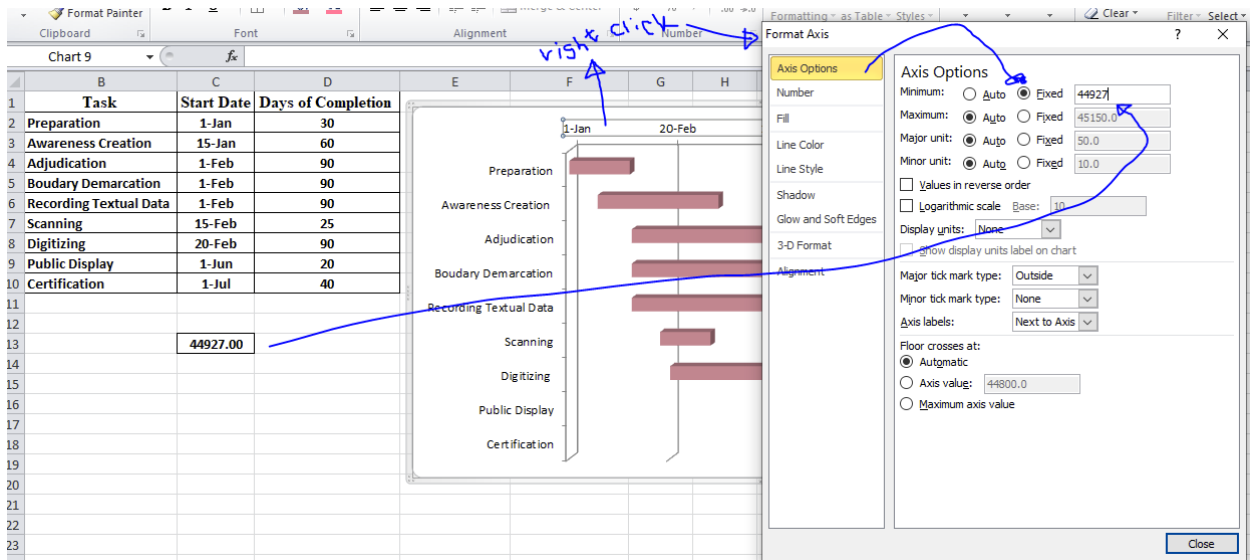 Format Painter
Merge & Center
Formatting as Table Styles
Clear
Filter Select
Clipboard
Font
Alignment
Number
right click
Chart 9
fx
B C D E F G H
1 Task Start Date Days of Completion
2 Preparation 1-Jan 30
3 Awareness Creation 15-Jan 60
4 Adjudication 1-Feb 90
5 Boudary Demarcation 1-Feb 90
6 Recording Textual Data 1-Feb 90
7 Scanning 15-Feb 25
8 Digitizing 20-Feb 90
9 Public Display 1-Jun 20
10 Certification 1-Jul 40
11
12
13 44927.00
14
15
16
17
18
19
20
21
22
23
1-Jan 20-Feb
Preparation
Awareness Creation
Adjudication
Boudary Demarcation
Recording Textual Data
Scanning
Digitizing
Public Display
Certification
Format Axis ? X
Axis Options
Number
Fill
Line Color
Line Style
Shadow
Glow and Soft Edges
3-D Format
Alignment
Axis Options
Minimum: Auto Fixed 44927
Maximum: Auto Fixed 45150.0
Major unit: Auto Fixed 50.0
Minor unit: Auto Fixed 10.0
Values in reverse order
Logarithmic scale Base: 10
Display units: None
Show display units label on chart
Major tick mark type: Outside
Minor tick mark type: None
Axis labels: Next to Axis
Floor crosses at:
Automatic
Axis value: 44800.0
Maximum axis value
Close